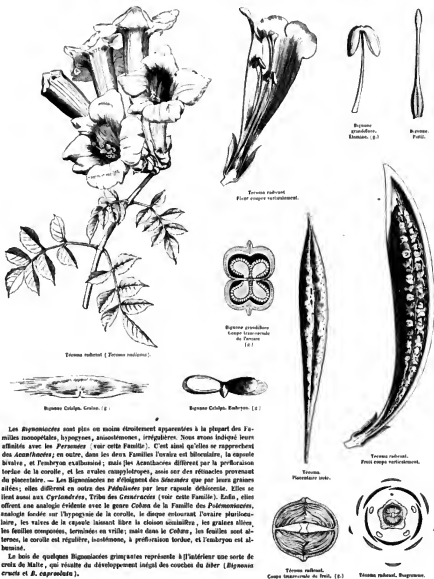 Bignone
grandiflore.
Étamine. (g.)
Bignone.
Pistil.
Técoma radicant
Fleur coupée verticalement.
Bignone grandiflore
Coupe transversale
de l'ovaire
(g.)
Técoma radicant (Tecoma radicans).
Bignone Catalpa. Graine. (g.)
Bignone Catalpa. Embryon. (g.)
Técoma.
Placentaire isolé.
Técoma radicant.
Fruit coupé verticalement.
Les Bignoniacées sont plus ou moins étroitement apparentées à la plupart des Fa-
milles monopétales, hypogynes, anisostémones, irrégulières. Nous avons indiqué leurs
affinités avec les Personées (voir cette Famille). C'est ainsi qu'elles se rapprochent
des Acanthacées; en outre, dans les deux Familles l'ovaire est biloculaire, la capsule
bivalve, et l'embryon exalbuminé; mais les Acanthacées diffèrent par la préfloraison
tordue de la corolle, et les ovules campylotropes, assis sur des rétinacles provenant
du placentaire. — Les Bignoniacées ne s'éloignent des Sésamées que par leurs graines
ailées; elles diffèrent en outre des Pédalinées par leur capsule déhiscente. Elles se
lient aussi aux Cyrtandrées, Tribu des Gesnéracées (voir cette Famille). Enfin, elles
offrent une analogie évidente avec le genre Cobæa de la Famille des Polémoniacées,
analogie fondée sur l'hypogynie de la corolle, le disque entourant l'ovaire pluriloculaire,
laire, les valves de la capsule laissant libre la cloison séminifère, les graines ailées,
les feuilles composées, terminées en vrille; mais dans le Cobæa, les feuilles sont al-
ternes, la corolle est régulière, isostémone, à préfloraison tordue, et l'embryon est al-
buminé.
Le bois de quelques Bignoniacées grimpantes représente à l'intérieur une sorte de
croix de Malte, qui résulte du développement inégal des couches du liber (Bignonia
crucis et B. capreolata).
Técoma radicant.
Coupe transversale du fruit. (g.)
Técoma radicant. Diagramme.